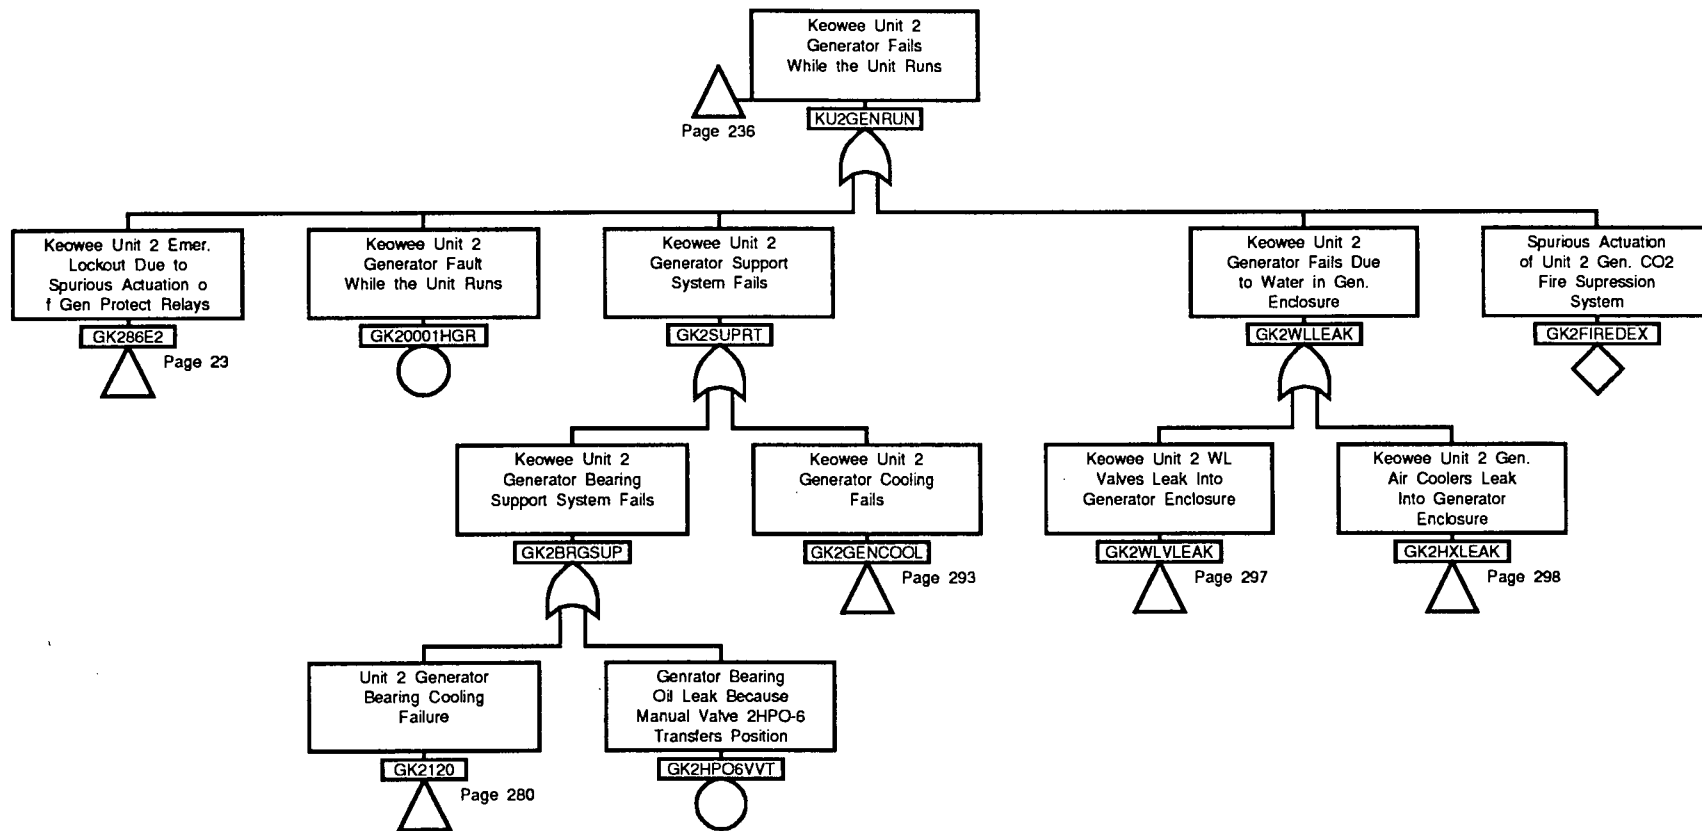 Keowee Unit 2
Generator Fails
While the Unit Runs
Page 236
KU2GENRUN
Keowee Unit 2 Emer.
Lockout Due to
Spurious Actuation o
f Gen Protect Relays
GK286E2
Page 23
Keowee Unit 2
Generator Fault
While the Unit Runs
GK20001HGR
Keowee Unit 2
Generator Support
System Fails
GK2SUPRT
Keowee Unit 2
Generator Fails Due
to Water in Gen.
Enclosure
GK2WLLEAK
Spurious Actuation
of Unit 2 Gen. CO2
Fire Supression
System
GK2FIREDEX
Keowee Unit 2
Generator Bearing
Support System Fails
GK2BRGSUP
Keowee Unit 2
Generator Cooling
Fails
GK2GENCOOL
Page 293
Keowee Unit 2 WL
Valves Leak Into
Generator Enclosure
GK2WLVLEAK
Page 297
Keowee Unit 2 Gen.
Air Coolers Leak
Into Generator
Enclosure
GK2HXLEAK
Page 298
Unit 2 Generator
Bearing Cooling
Failure
GK2120
Page 280
Genrator Bearing
Oil Leak Because
Manual Valve 2HPO-6
Transfers Position
GK2HPO6VVT